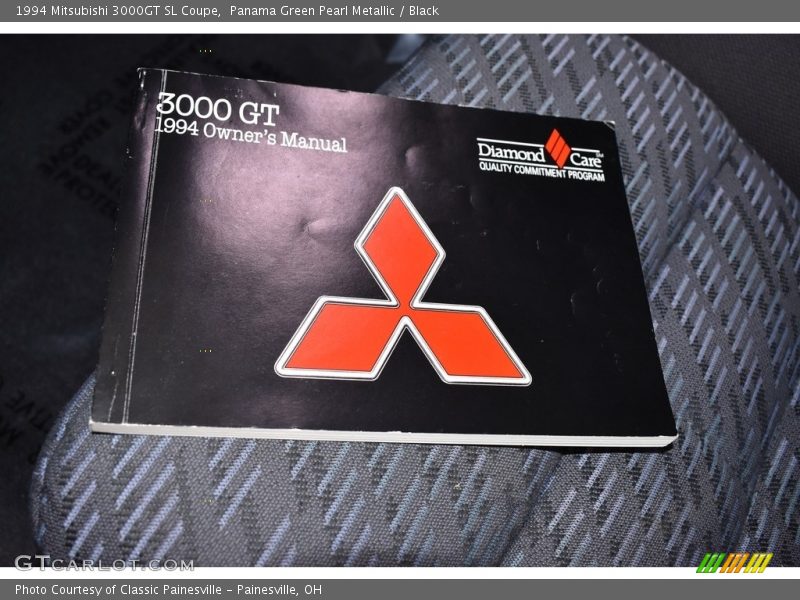 1994 Mitsubishi 3000GT SL Coupe, Panama Green Pearl Metallic / Black
3000 GT
1994 Owner's Manual
Diamond Care
QUALITY COMMITMENT PROGRAM
GTCARLOT.COM
Photo Courtesy of Classic Painesville - Painesville, OH